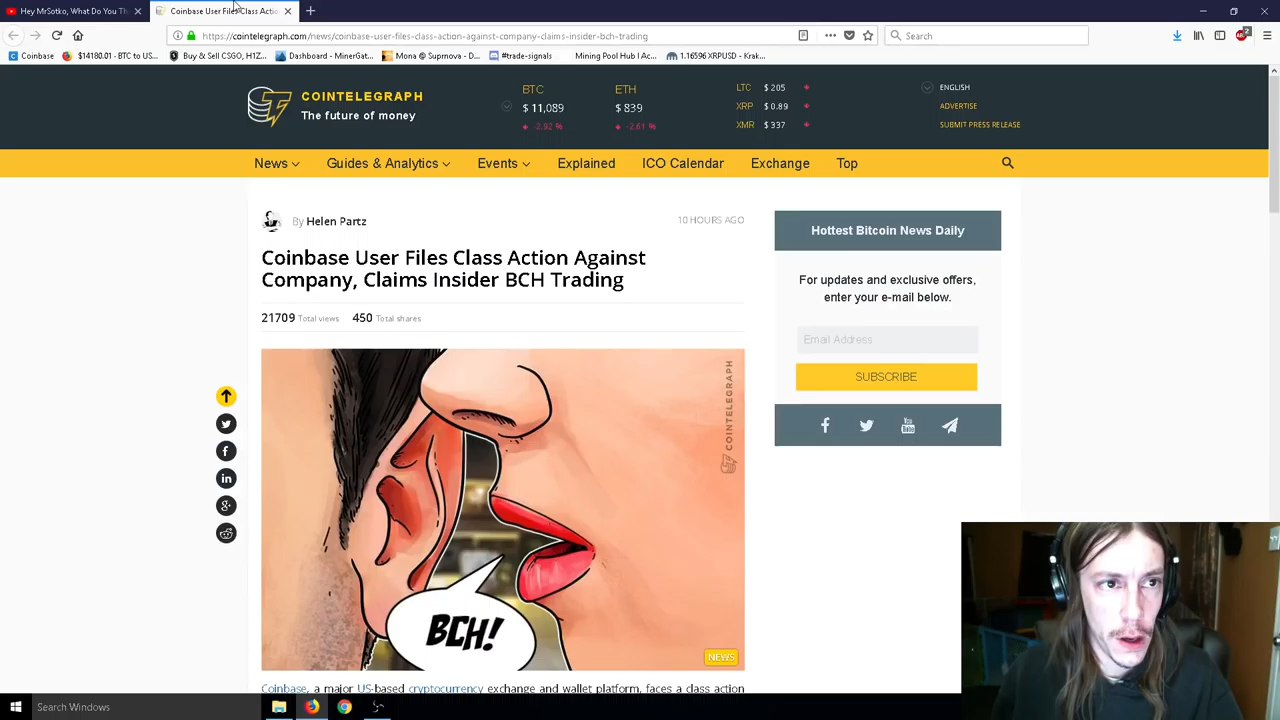 Hey MrSotko, What Do You Th
Coinbase User Files Class Actio
https://cointelegraph.com/news/coinbase-user-files-class-action-against-company-claims-insider-bch-trading
Search
Coinbase
$14180.01 - BTC to US...
Buy & Sell CSGO, H1Z...
Dashboard - MinerGat...
Mona @ Suprnova - D...
#trade-signals
Mining Pool Hub | Ac...
1.16596 XRPUSD - Krak...
COINTELEGRAPH
The future of money
BTC
$ 11,089
-2.92 %
ETH
$ 839
-2.61 %
LTC $ 205
XRP $ 0.89
XMR $ 337
ENGLISH
ADVERTISE
SUBMIT PRESS RELEASE
News
Guides & Analytics
Events
Explained
ICO Calendar
Exchange
Top
By Helen Partz
10 HOURS AGO
Coinbase User Files Class Action Against
Company, Claims Insider BCH Trading
21709 Total views 450 Total shares
COINTELEGRAPH
BCH!
NEWS
Coinbase, a major US-based cryptocurrency exchange and wallet platform, faces a class action
Hottest Bitcoin News Daily
For updates and exclusive offers,
enter your e-mail below.
Email Address
SUBSCRIBE
Search Windows